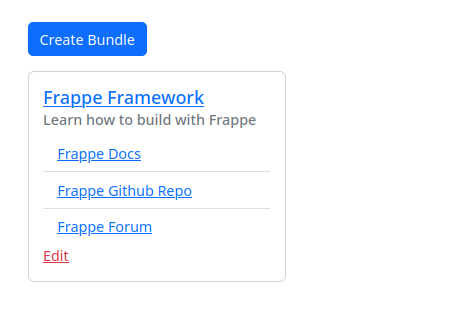 Create Bundle
Frappe Framework
Learn how to build with Frappe
Frappe Docs
Frappe Github Repo
Frappe Forum
Edit